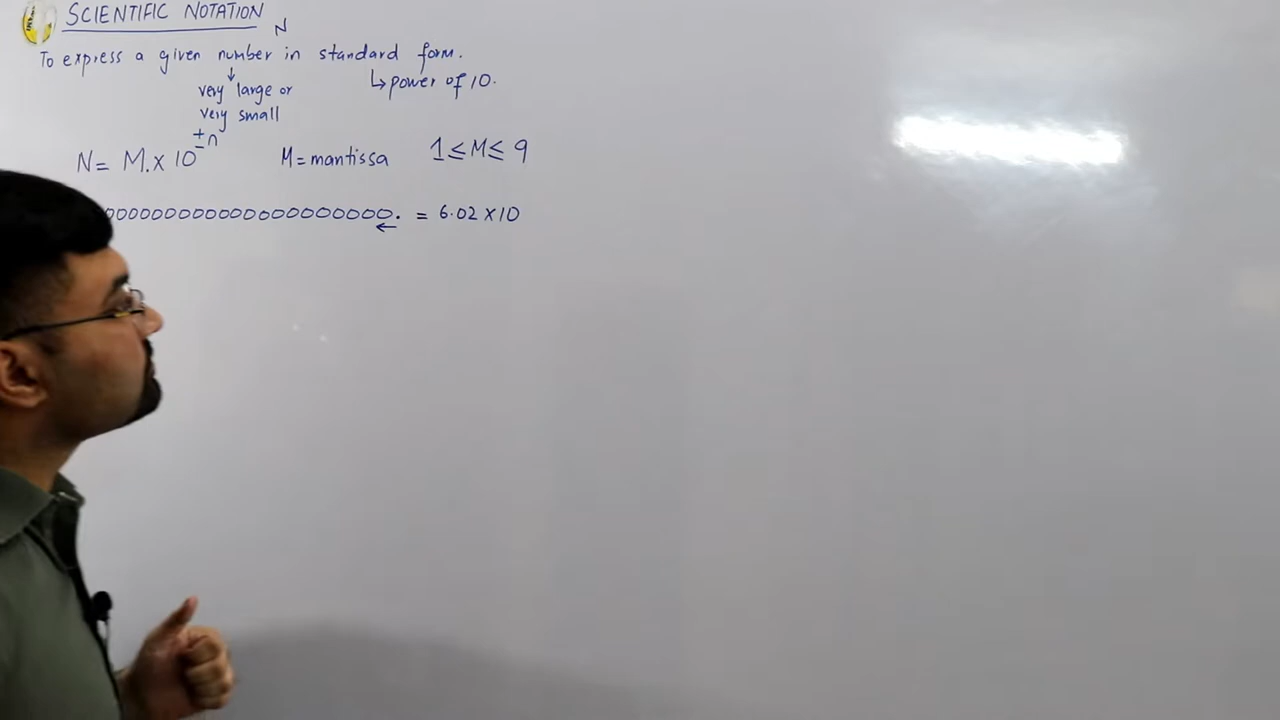 SCIENTIFIC NOTATION
N
To express a given number in standard form.
↓
very large or
very small
↳ power of 10.
N = M. x 10 ±n M = mantissa 1 ≤ M ≤ 9
000000000000000000000000. = 6.02 X 10
←